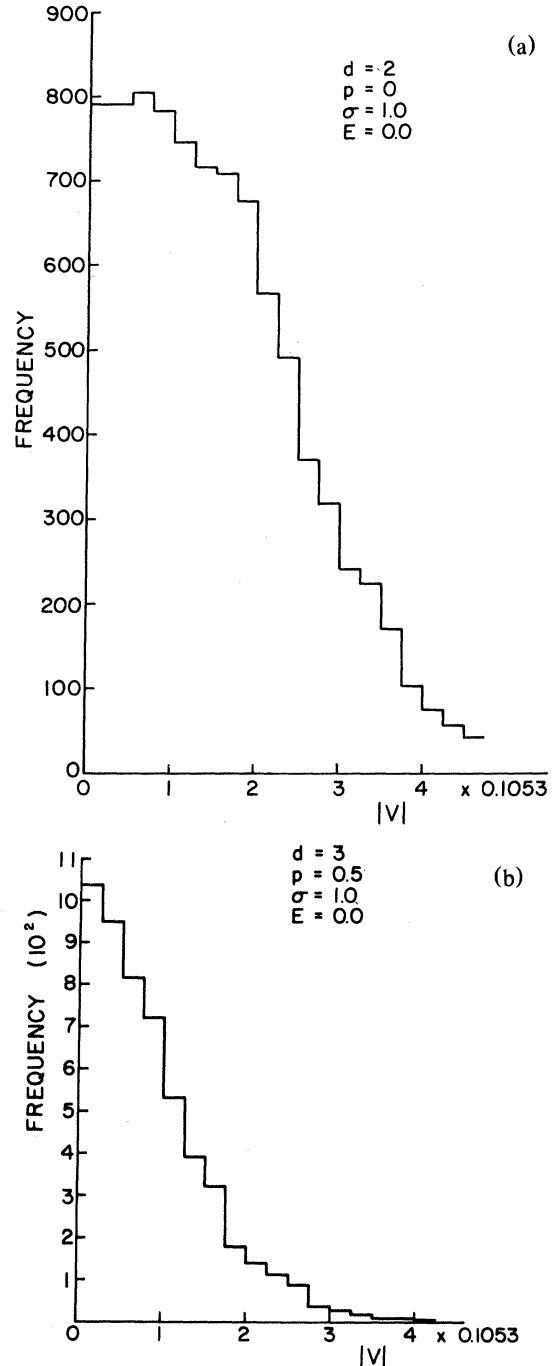 (a)
d = 2
p = 0
σ = 1.0
E = 0.0
900
800
700
600
500
400
300
200
100
0
FREQUENCY
0 1 2 3 4 x 0.1053
|V|
(b)
d = 3
p = 0.5
σ = 1.0
E = 0.0
11
10
9
8
7
6
5
4
3
2
1
FREQUENCY (10²)
0 1 2 3 4 x 0.1053
|V|